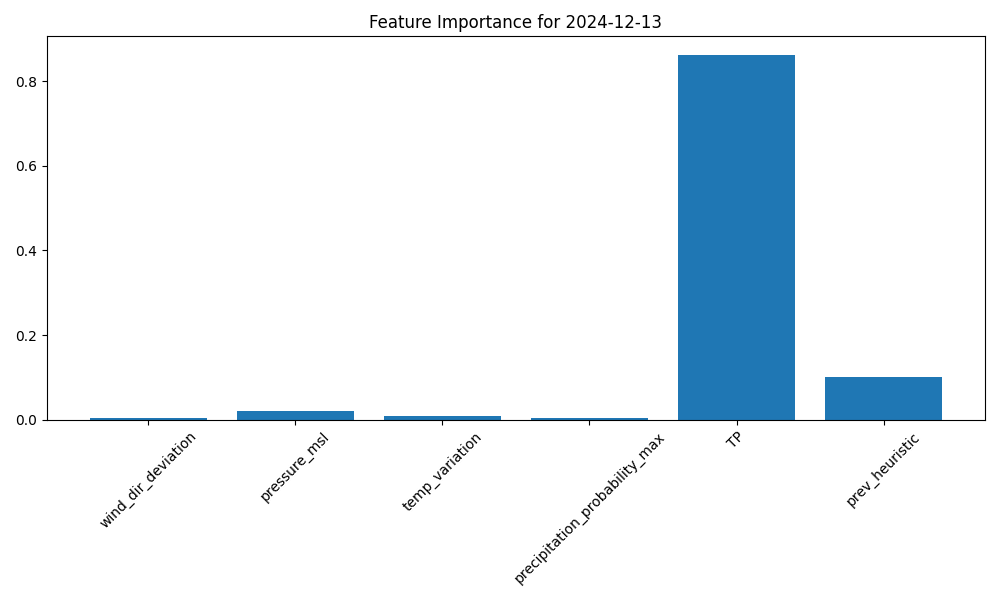 Feature Importance for 2024-12-13
0.8
0.6
0.4
0.2
0.0
wind_dir_deviation
pressure_msl
temp_variation
precipitation_probability_max
TP
prev_heuristic